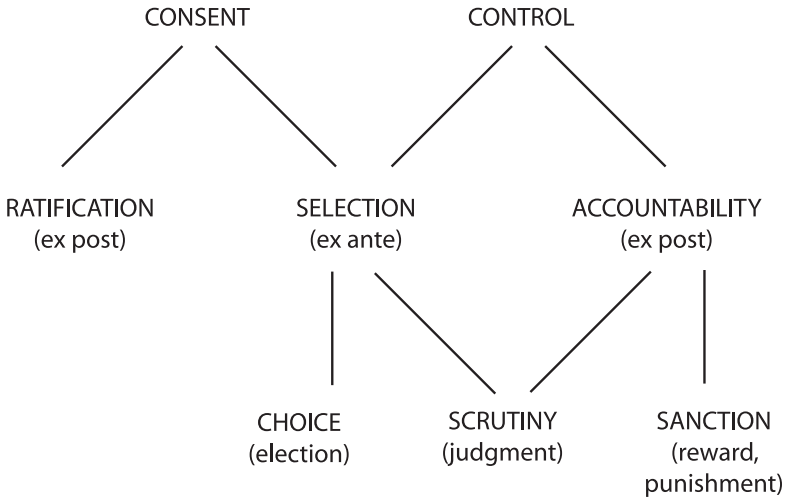 CONSENT
CONTROL
RATIFICATION
(ex post)
SELECTION
(ex ante)
ACCOUNTABILITY
(ex post)
CHOICE
(election)
SCRUTINY
(judgment)
SANCTION
(reward,
punishment)